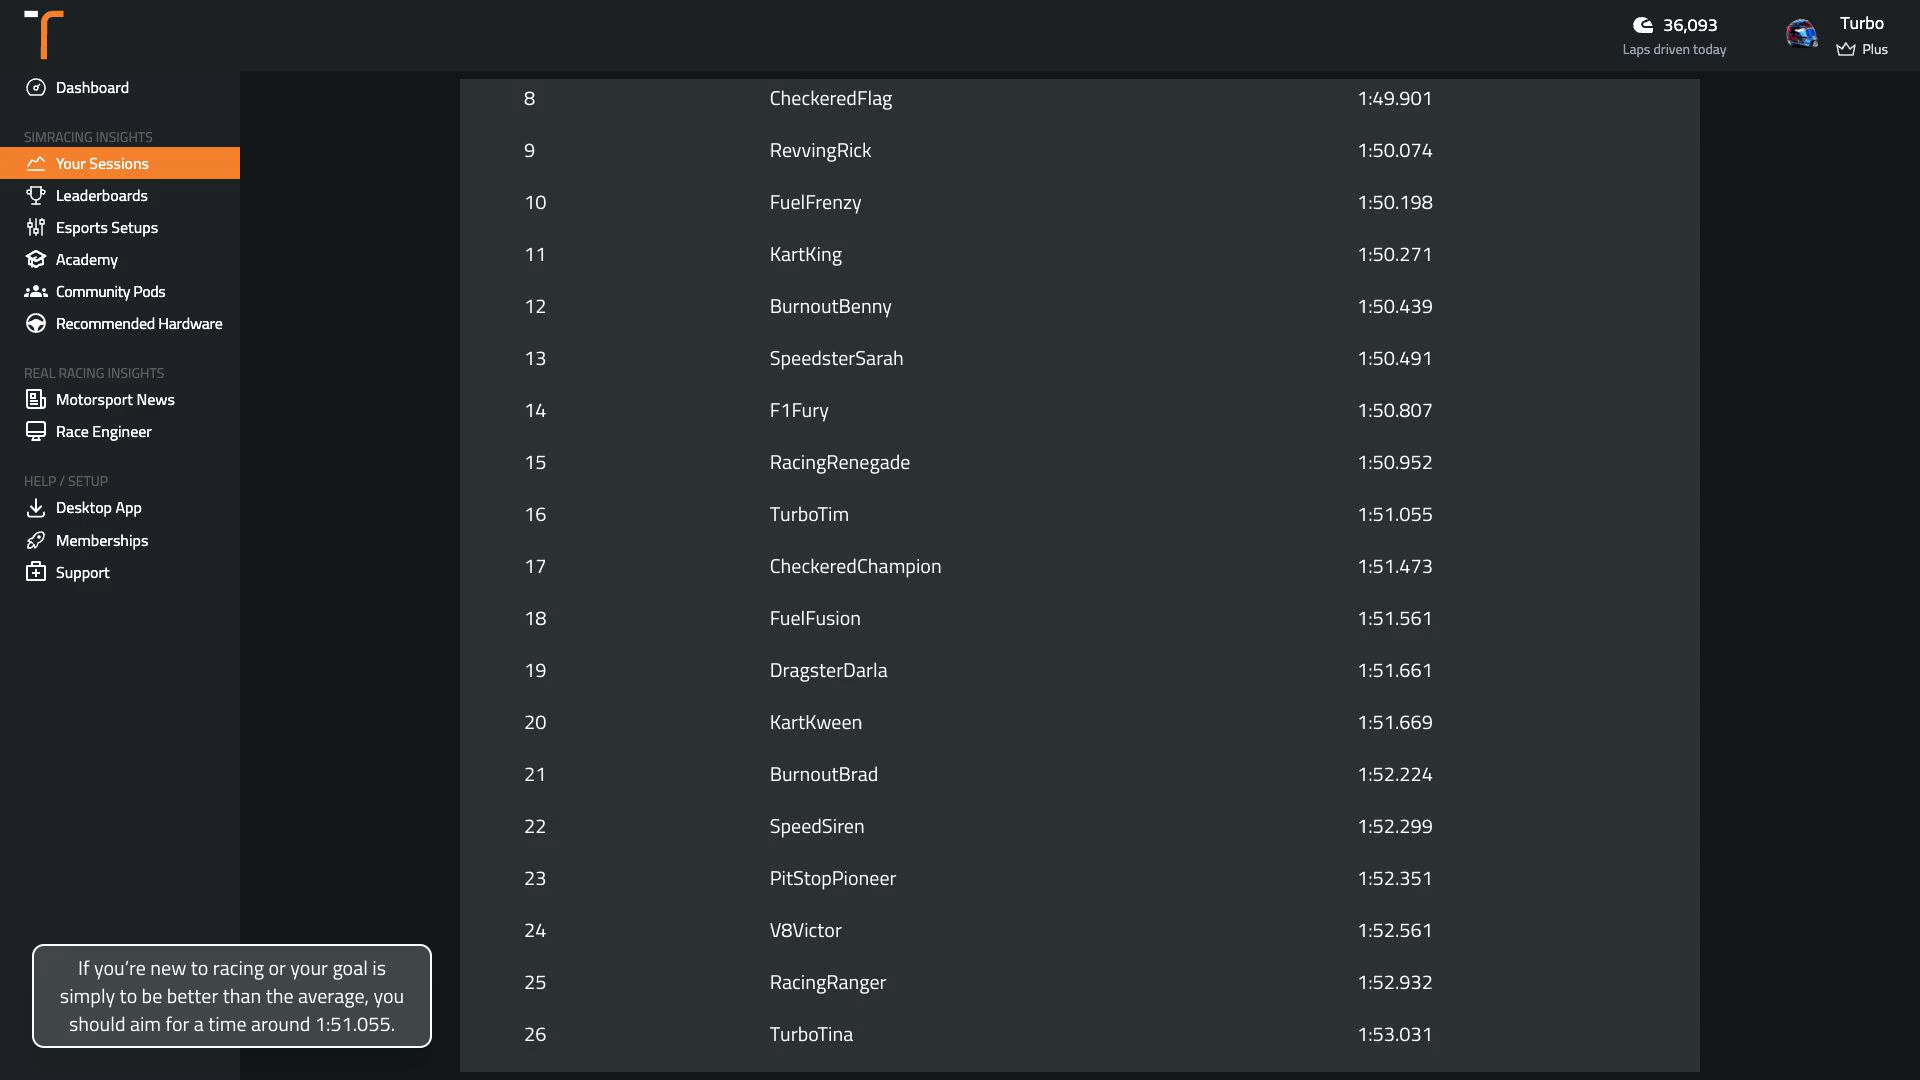 36,093
Laps driven today
Turbo
Plus
Dashboard
SIMRACING INSIGHTS
Your Sessions
Leaderboards
Esports Setups
Academy
Community Pods
Recommended Hardware
REAL RACING INSIGHTS
Motorsport News
Race Engineer
HELP / SETUP
Desktop App
Memberships
Support
8 CheckeredFlag 1:49.901
9 RevvingRick 1:50.074
10 FuelFrenzy 1:50.198
11 KartKing 1:50.271
12 BurnoutBenny 1:50.439
13 SpeedsterSarah 1:50.491
14 F1Fury 1:50.807
15 RacingRenegade 1:50.952
16 TurboTim 1:51.055
17 CheckeredChampion 1:51.473
18 FuelFusion 1:51.561
19 DragsterDarla 1:51.661
20 KartKween 1:51.669
21 BurnoutBrad 1:52.224
22 SpeedSiren 1:52.299
23 PitStopPioneer 1:52.351
24 V8Victor 1:52.561
25 RacingRanger 1:52.932
26 TurboTina 1:53.031
If you’re new to racing or your goal is
simply to be better than the average, you
should aim for a time around 1:51.055.